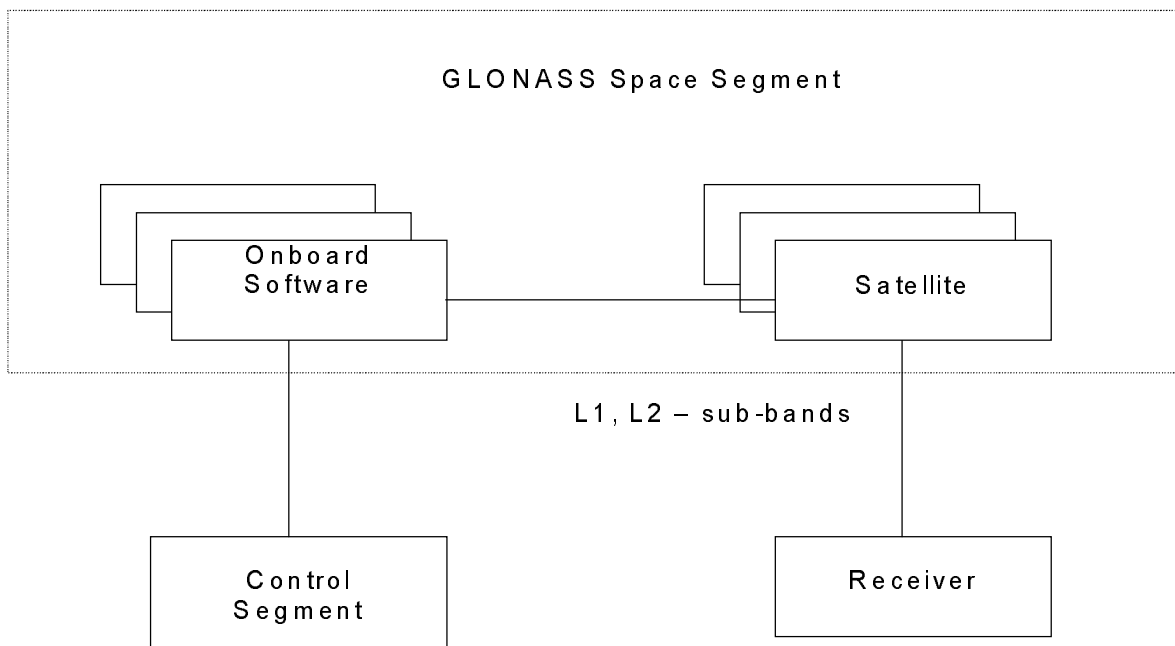 GLONASS Space Segment
Onboard
Software
Satellite
L1, L2 – sub-bands
Control
Segment
Receiver